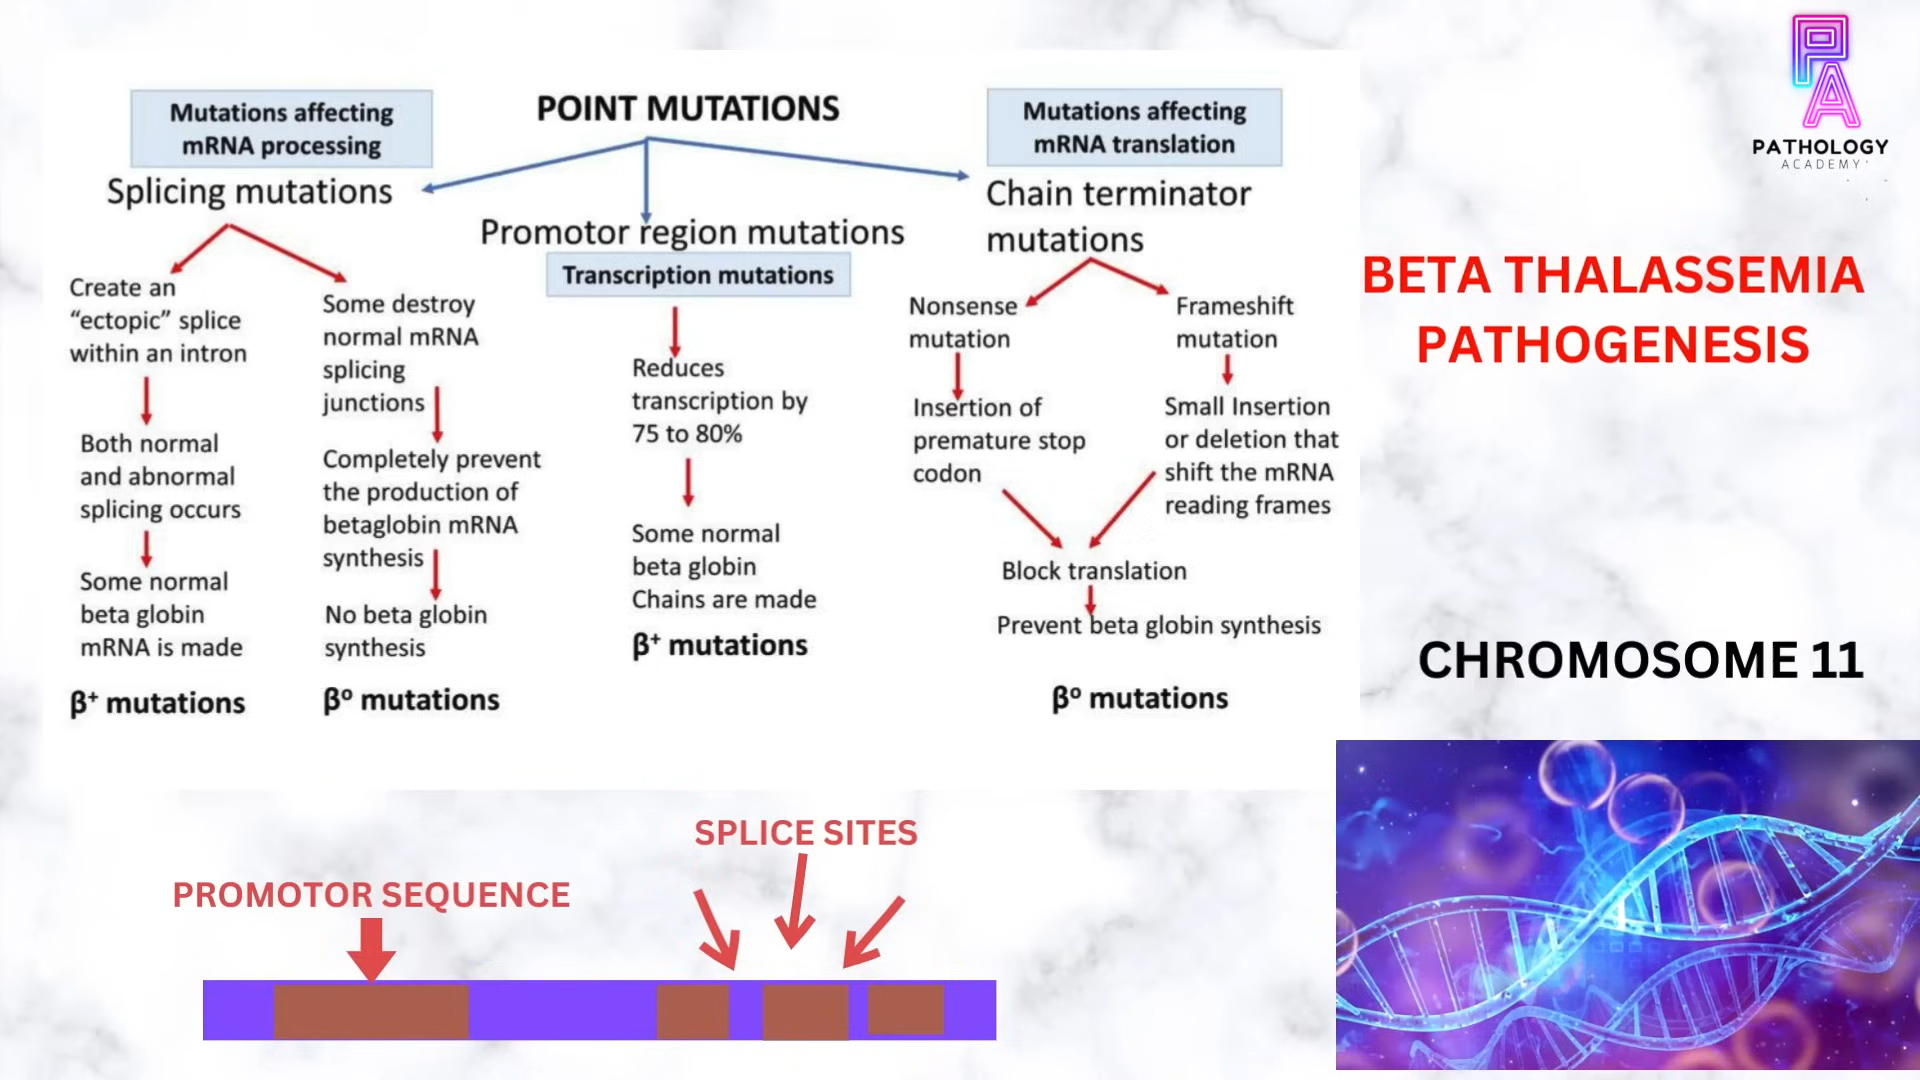 PA
PATHOLOGY
ACADEMY
POINT MUTATIONS
Mutations affecting
mRNA processing
Splicing mutations
Create an
“ectopic” splice
within an intron
Both normal
and abnormal
splicing occurs
Some normal
beta globin
mRNA is made
β⁺ mutations
Some destroy
normal mRNA
splicing
junctions
Completely prevent
the production of
betaglobin mRNA
synthesis
No beta globin
synthesis
β⁰ mutations
Promotor region mutations
Transcription mutations
Reduces
transcription by
75 to 80%
Some normal
beta globin
Chains are made
β⁺ mutations
Mutations affecting
mRNA translation
Chain terminator
mutations
Nonsense
mutation
Insertion of
premature stop
codon
Frameshift
mutation
Small Insertion
or deletion that
shift the mRNA
reading frames
Block translation
Prevent beta globin synthesis
β⁰ mutations
BETA THALASSEMIA
PATHOGENESIS
CHROMOSOME 11
PROMOTOR SEQUENCE
SPLICE SITES